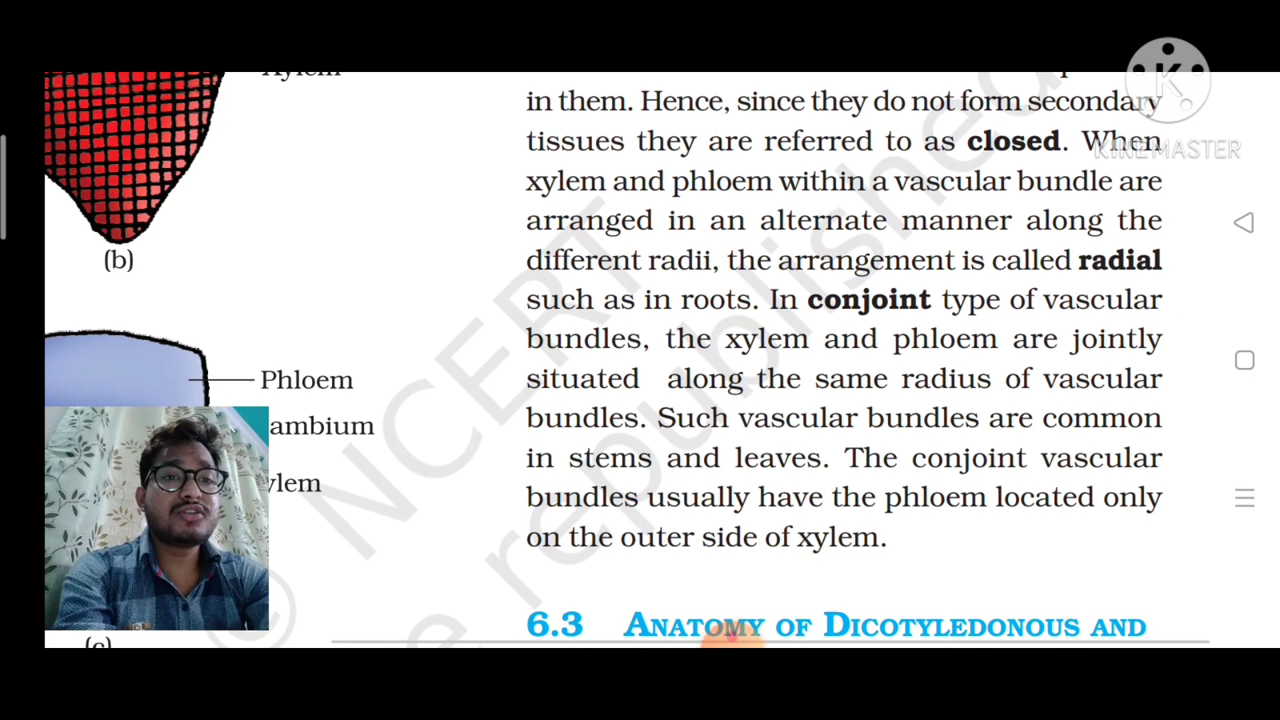 Xylem
in them. Hence, since they do not form secondary
tissues they are referred to as closed. When
xylem and phloem within a vascular bundle are
arranged in an alternate manner along the
different radii, the arrangement is called radial
such as in roots. In conjoint type of vascular
bundles, the xylem and phloem are jointly
situated along the same radius of vascular
bundles. Such vascular bundles are common
in stems and leaves. The conjoint vascular
bundles usually have the phloem located only
on the outer side of xylem.
6.3 ANATOMY OF DICOTYLEDONOUS AND
(b)
Phloem
ambium
ylem
(c)
© NCERT
e republished
K
KINEMASTER